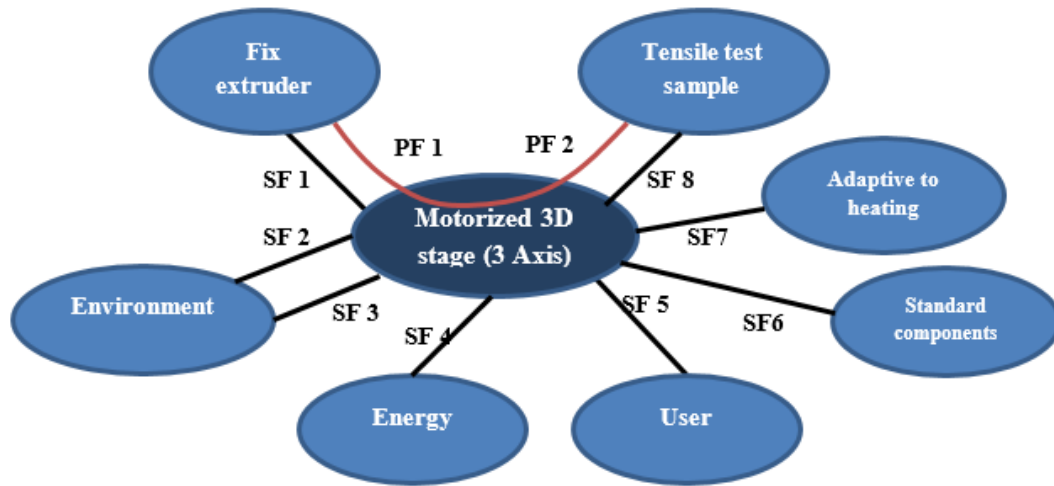 Fix
extruder
Tensile test
sample
PF 1
PF 2
SF 1
SF 8
Adaptive to
heating
Motorized 3D
stage (3 Axis)
SF 2
SF7
Environment
SF 3
SF 4
SF 5
SF6
Standard
components
Energy
User